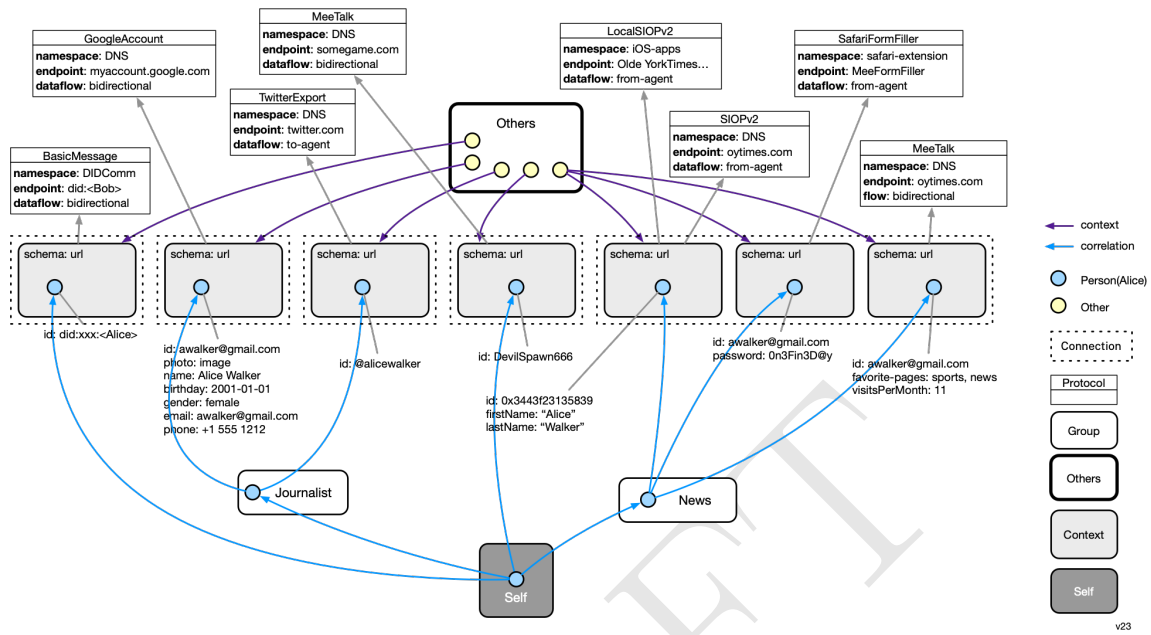 MeeTalk
namespace: DNS
endpoint: somegame.com
dataflow: bidirectional
GoogleAccount
namespace: DNS
endpoint: myaccount.google.com
dataflow: bidirectional
LocalSIOPv2
namespace: iOS-apps
endpoint: Olde YorkTimes...
dataflow: from-agent
SafariFormFiller
namespace: safari-extension
endpoint: MeeFormFiller
dataflow: from-agent
TwitterExport
namespace: DNS
endpoint: twitter.com
dataflow: to-agent
Others
SIOPv2
namespace: DNS
endpoint: oytimes.com
dataflow: from-agent
BasicMessage
namespace: DIDComm
endpoint: did:<Bob>
dataflow: bidirectional
MeeTalk
namespace: DNS
endpoint: oytimes.com
flow: bidirectional
schema: url
schema: url
schema: url
schema: url
schema: url
schema: url
schema: url
id: did:xxx:<Alice>
id: awalker@gmail.com
photo: image
name: Alice Walker
birthday: 2001-01-01
gender: female
email: awalker@gmail.com
phone: +1 555 1212
id: @alicewalker
id: DevilSpawn666
id: 0x3443f23135839
firstName: “Alice”
lastName: “Walker”
id: awalker@gmail.com
password: 0n3Fin3D@y
id: awalker@gmail.com
favorite-pages: sports, news
visitsPerMonth: 11
Journalist
News
Self
context
correlation
Person(Alice)
Other
Connection
Protocol
Group
Others
Context
Self
v23
FT